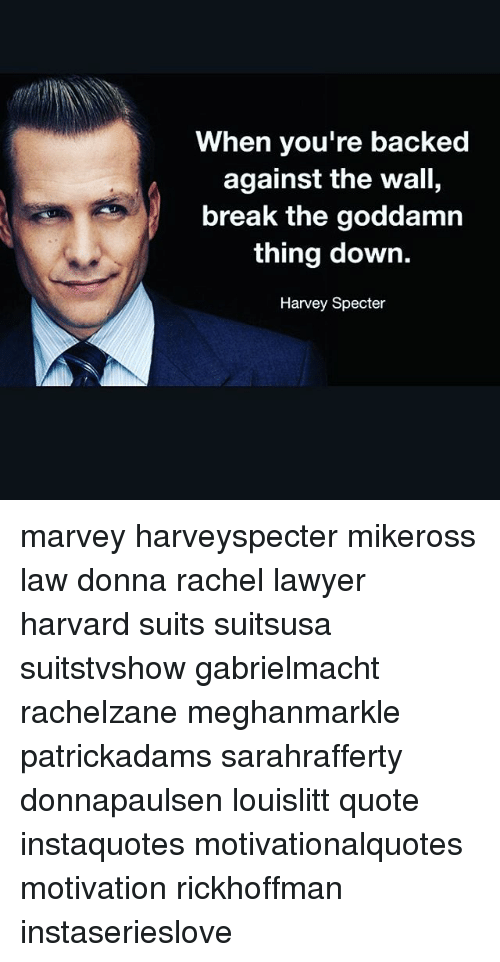 When you're backed
against the wall,
break the goddamn
thing down.
Harvey Specter
marvey harveyspecter mikeross
law donna rachel lawyer
harvard suits suitsusa
suitstvshow gabrielmacht
rachelzane meghanmarkle
patrickadams sarahrafferty
donnapaulsen louislitt quote
instaquotes motivationalquotes
motivation rickhoffman
instaserieslove